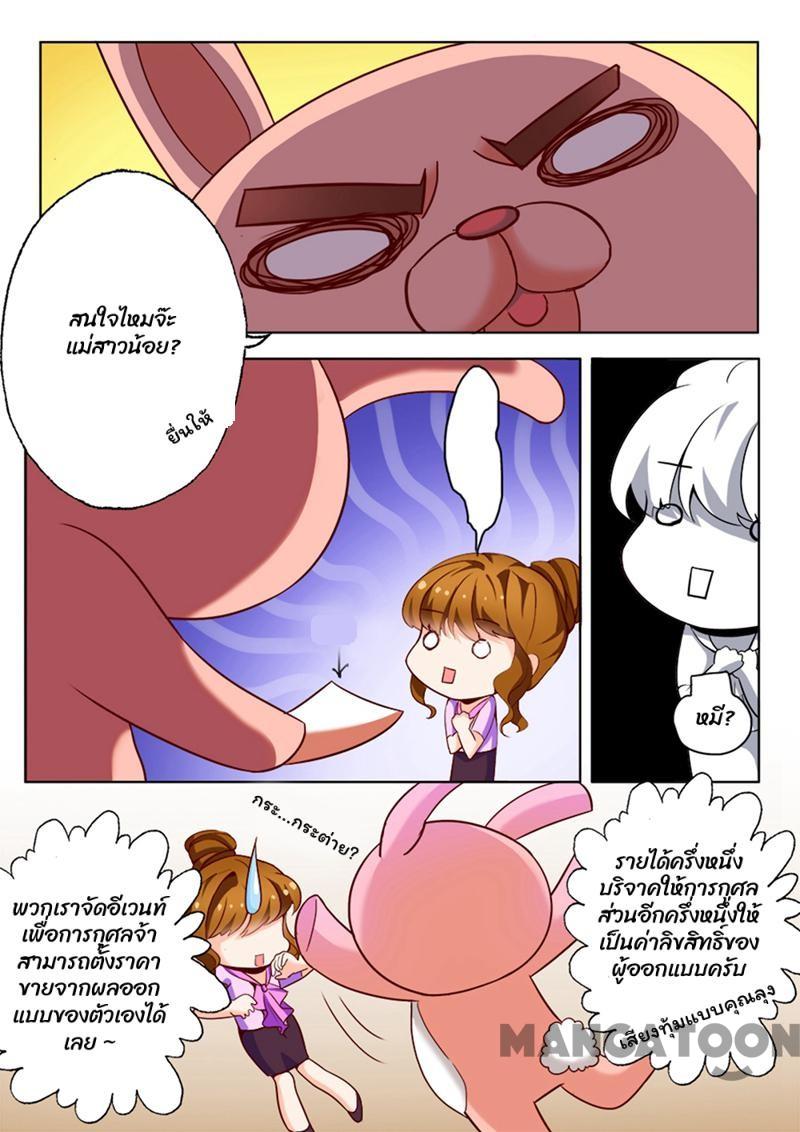 สนใจไหมจ๊ะ
แม่สาวน้อย?
ยื่นให้
หมี?
กระ...กระต่าย?
พวกเราจัดอีเวนท์
เพื่อการกุศลจ้า
สามารถตั้งราคา
ขายจากผลออก
แบบของตัวเองได้
เลย ~
รายได้ครึ่งหนึ่ง
บริจาคให้การกุศล
ส่วนอีกครึ่งหนึ่งให้
เป็นค่าลิขสิทธิ์ของ
ผู้ออกแบบครับ
เสียงทุ้มแบบคุณลุง
MANGATOON